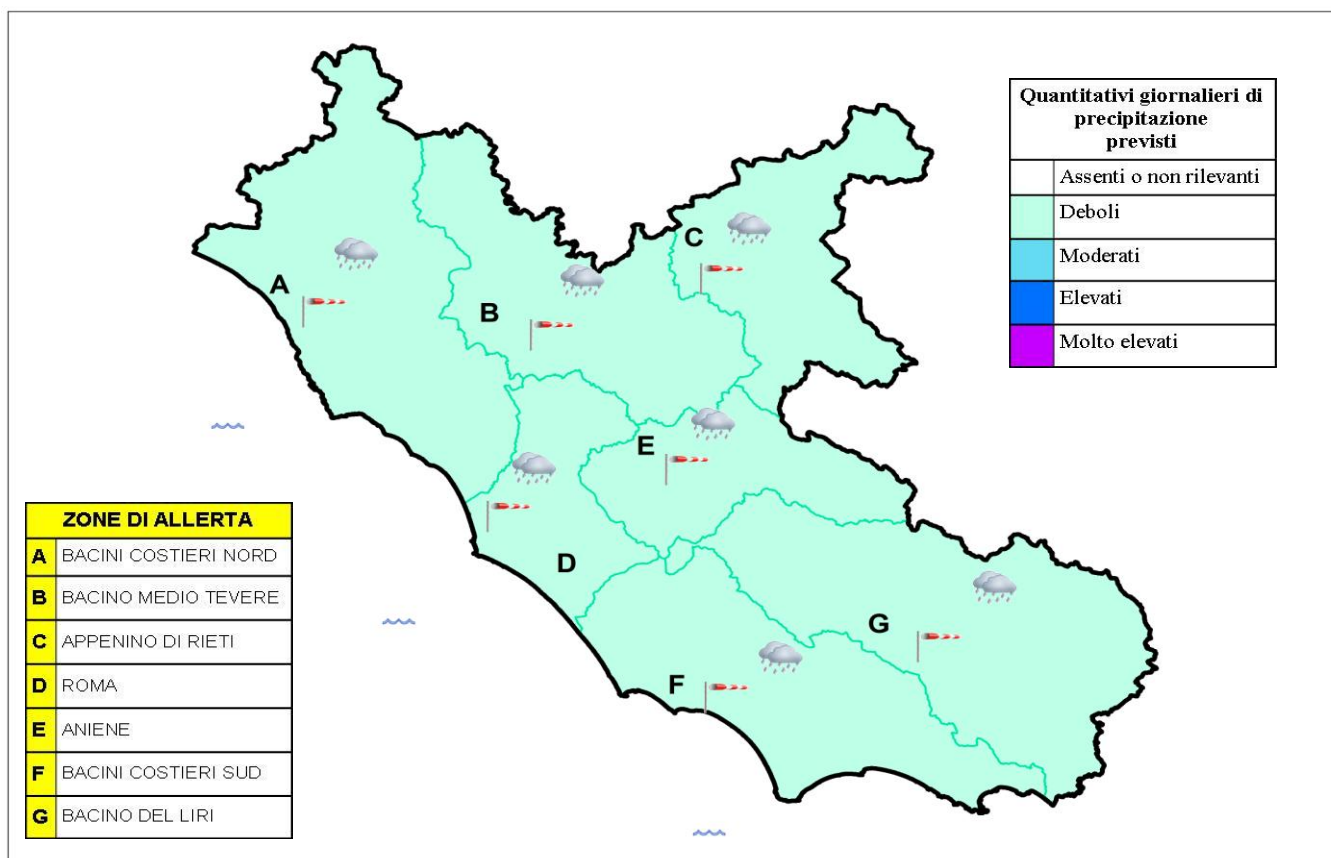 Quantitativi giornalieri di
precipitazione
previsti
Assenti o non rilevanti
Deboli
Moderati
Elevati
Molto elevati
A
B
C
D
E
F
G
ZONE DI ALLERTA
A BACINI COSTIERI NORD
B BACINO MEDIO TEVERE
C APPENINO DI RIETI
D ROMA
E ANIENE
F BACINI COSTIERI SUD
G BACINO DEL LIRI